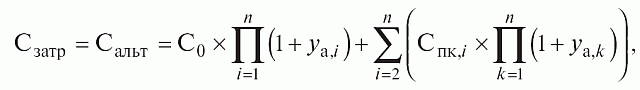 С_затр = С_альт = С_0 × ∏_{i=1}^{n} (1 + y_{а,i}) + ∑_{i=2}^{n} (С_{пк,i} × ∏_{k=1}^{n} (1 + y_{а,k})),